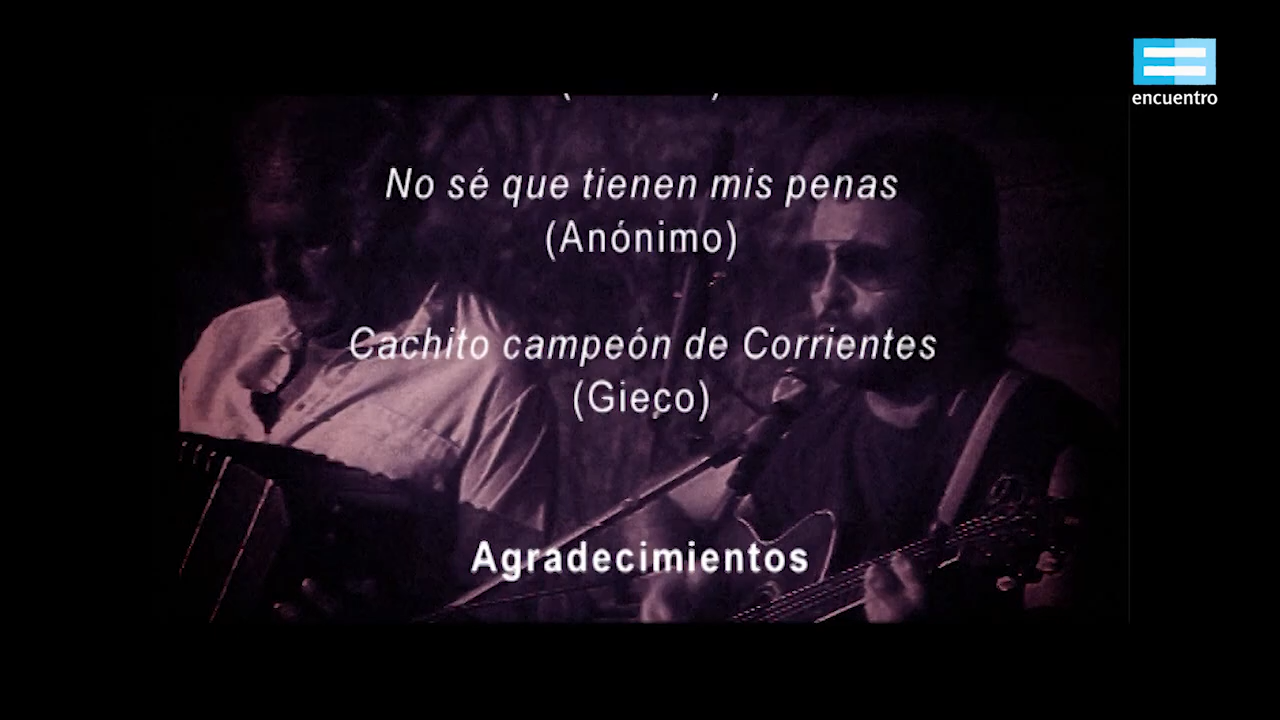 encuentro
No sé que tienen mis penas
(Anónimo)
Cachito campeón de Corrientes
(Gieco)
Agradecimientos